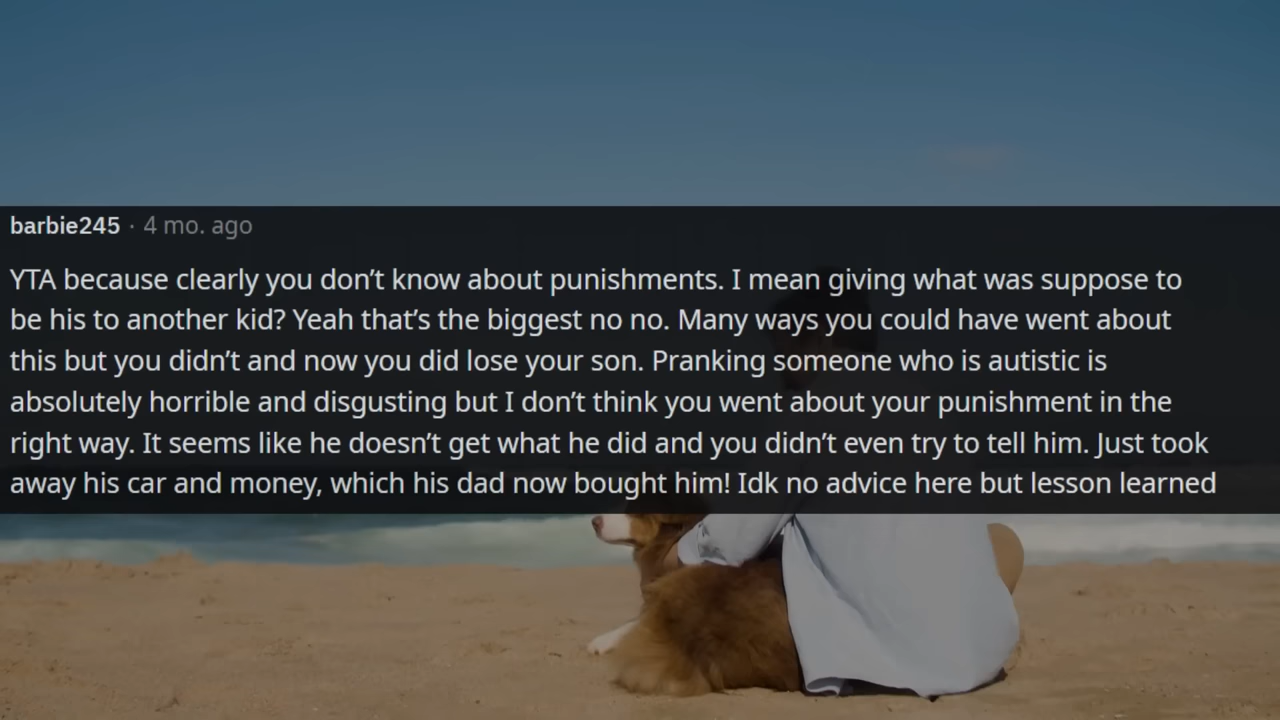 barbie245 · 4 mo. ago
YTA because clearly you don’t know about punishments. I mean giving what was suppose to
be his to another kid? Yeah that’s the biggest no no. Many ways you could have went about
this but you didn’t and now you did lose your son. Pranking someone who is autistic is
absolutely horrible and disgusting but I don’t think you went about your punishment in the
right way. It seems like he doesn’t get what he did and you didn’t even try to tell him. Just took
away his car and money, which his dad now bought him! Idk no advice here but lesson learned